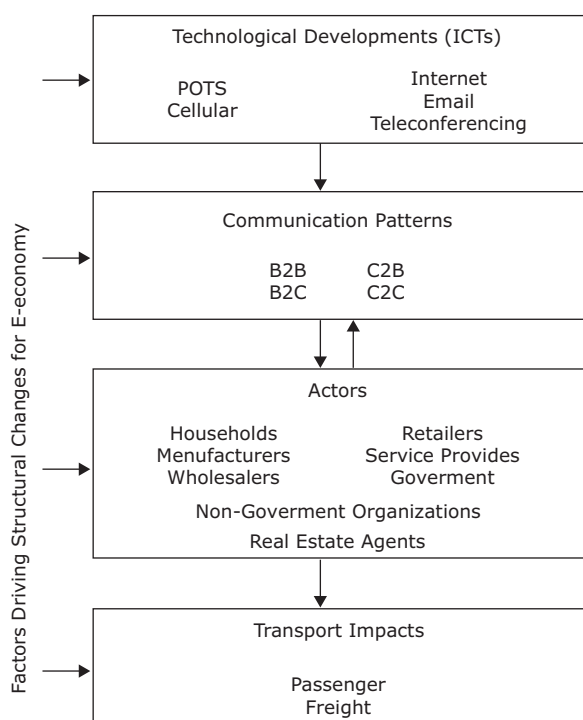 Technological Developments (ICTs)
POTS
Cellular
Internet
Email
Teleconferencing
Communication Patterns
B2B C2B
B2C C2C
Actors
Households Retailers
Menufacturers Service Provides
Wholesalers Goverment
Non-Goverment Organizations
Real Estate Agents
Transport Impacts
Passenger
Freight
Factors Driving Structural Changes for E-economy